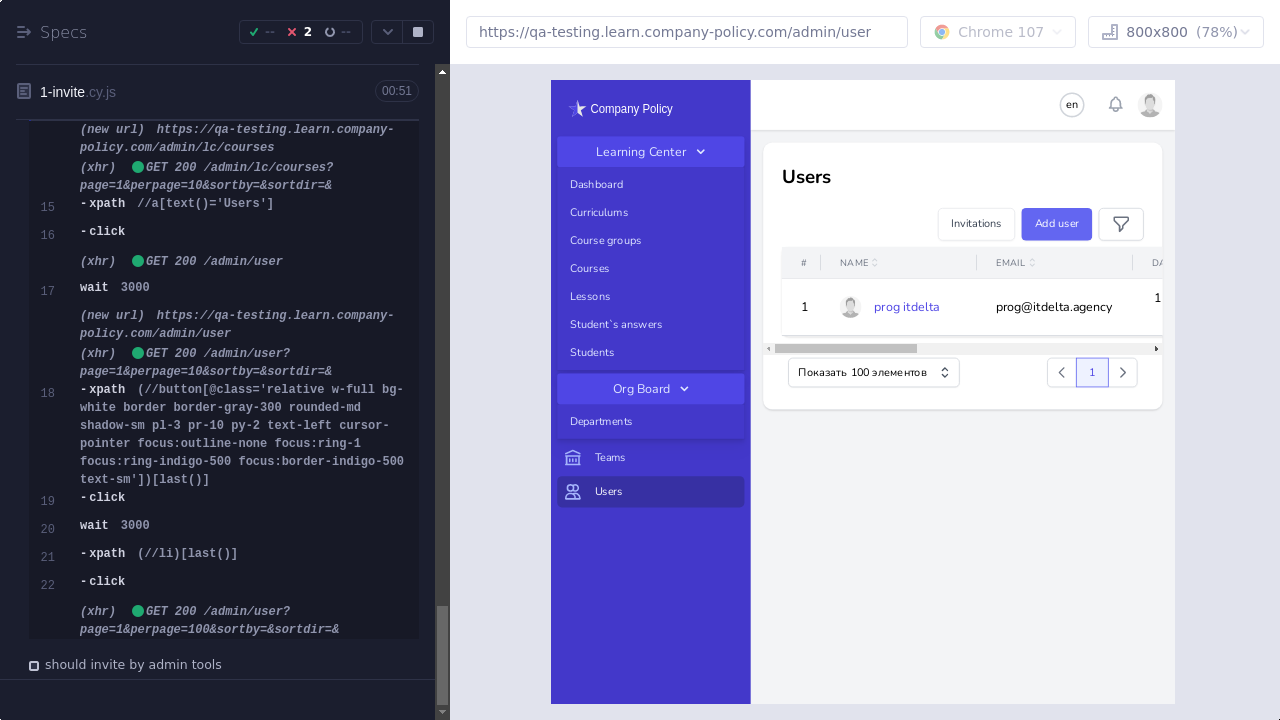 Specs
--
2
--
https://qa-testing.learn.company-policy.com/admin/user
Chrome 107
800x800 (78%)
1-invite.cy.js
00:51
(new url) https://qa-testing.learn.company-
policy.com/admin/lc/courses
(xhr) GET 200 /admin/lc/courses?
page=1&perpage=10&sortby=&sortdir=&
15 -xpath //a[text()='Users']
16 -click
(xhr) GET 200 /admin/user
17 wait 3000
(new url) https://qa-testing.learn.company-
policy.com/admin/user
(xhr) GET 200 /admin/user?
page=1&perpage=10&sortby=&sortdir=&
18 -xpath (//button[@class='relative w-full bg-
white border border-gray-300 rounded-md
shadow-sm pl-3 pr-10 py-2 text-left cursor-
pointer focus:outline-none focus:ring-1
focus:ring-indigo-500 focus:border-indigo-500
text-sm'])[last()]
19 -click
20 wait 3000
21 -xpath (//li)[last()]
22 -click
(xhr) GET 200 /admin/user?
page=1&perpage=100&sortby=&sortdir=&
should invite by admin tools
Company Policy
Learning Center
Dashboard
Curriculums
Course groups
Courses
Lessons
Student`s answers
Students
Org Board
Departments
Teams
Users
en
Users
Invitations
Add user
# NAME EMAIL DA
1 prog itdelta prog@itdelta.agency 1
Показать 100 элементов
1